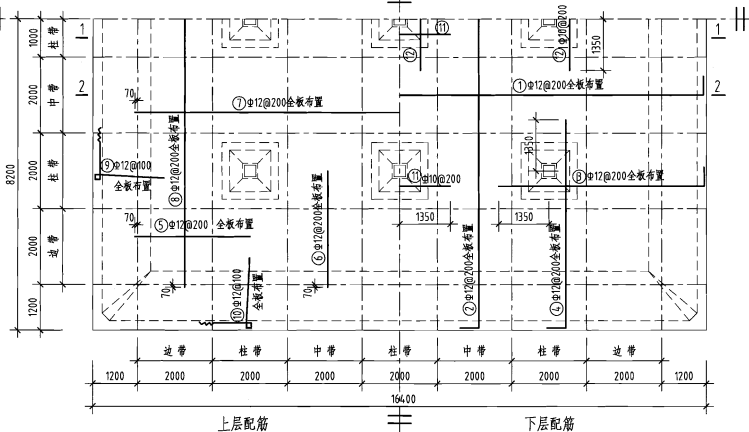 1
1
2
2
1000
柱 带
2000
中 带
2000
柱 带
2000
边 带
1200
8200
70
⑦Φ12@200全板布置
⑧Φ12@200全板布置
⑨Φ12@100
全板布置
70
⑤Φ12@200 全板布置
⑥Φ12@200全板布置
⑩Φ12@100
全板布置
70
70
⑪
⑫
⑫
Φ10@200
1350
①Φ12@200全板布置
1350
⑪Φ10@200
⑧Φ12@200全板布置
1350
1350
②Φ12@200全板布置
④Φ12@200全板布置
边 带
柱 带
中 带
柱 带
中 带
柱 带
边 带
1200
2000
2000
2000
2000
2000
2000
2000
1200
16400
上层配筋
下层配筋